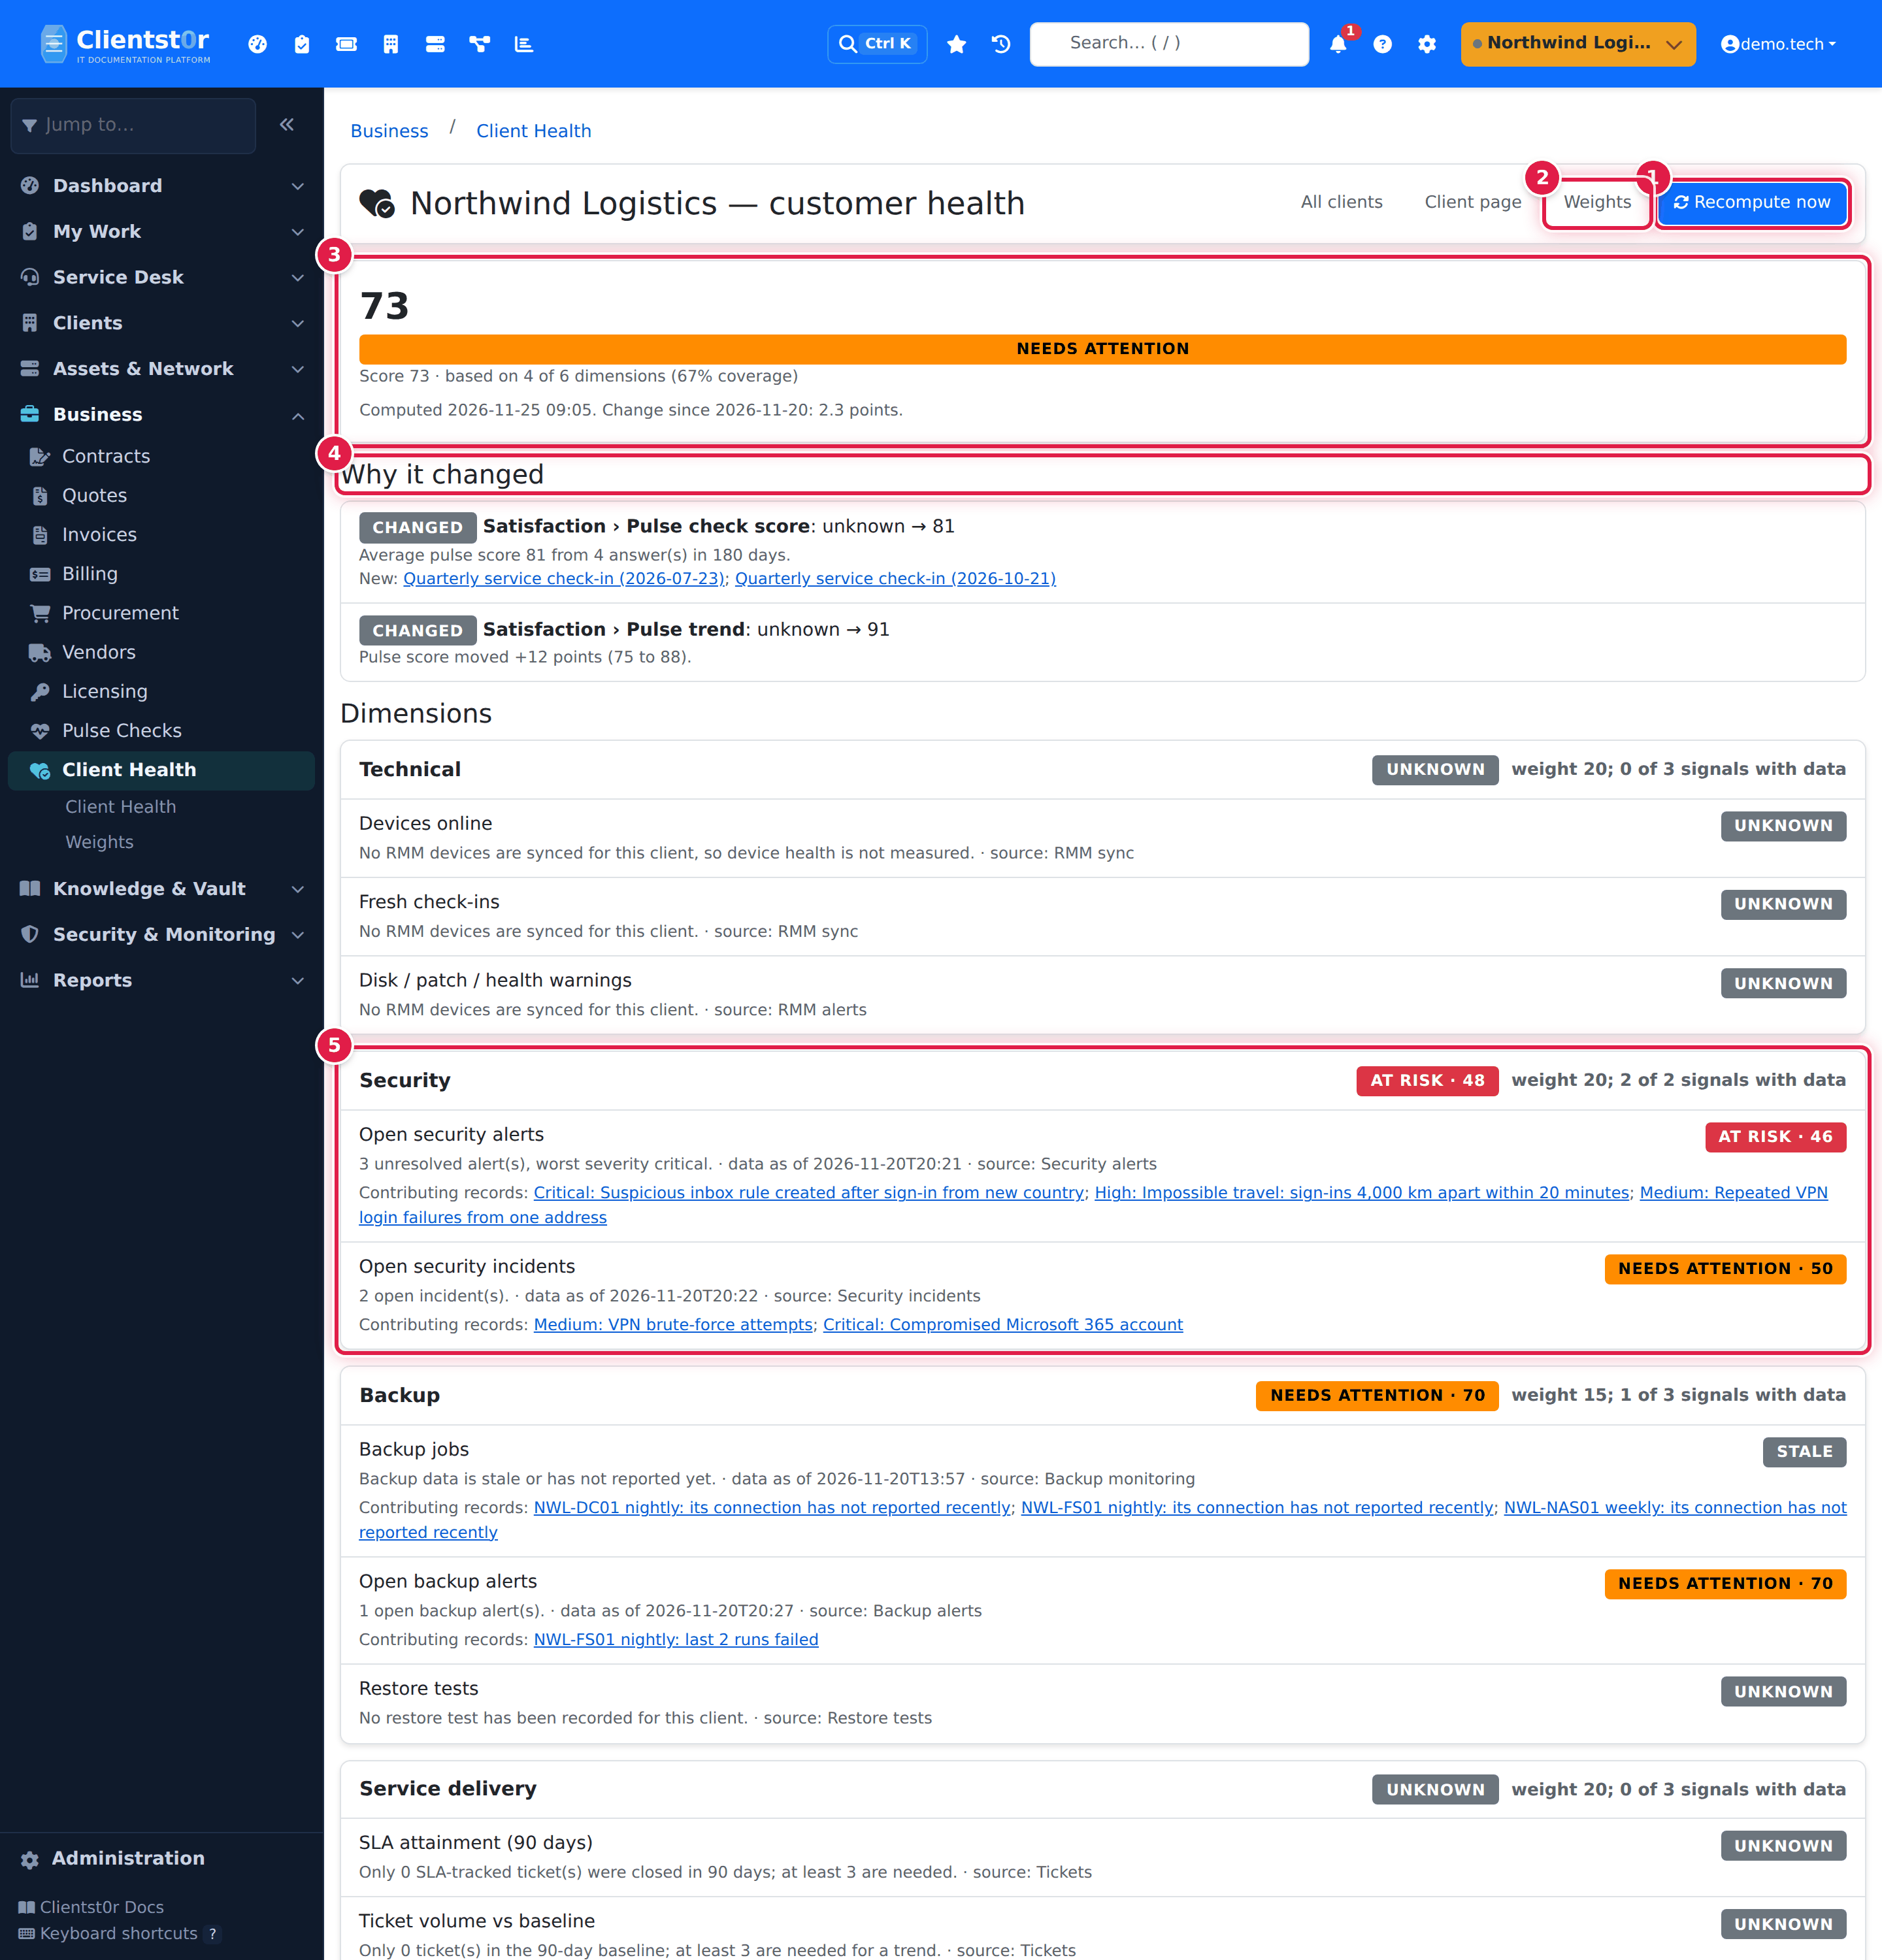 Clientst0r
IT DOCUMENTATION PLATFORM
Ctrl K
Search... ( / )
1
Northwind Logi...
demo.tech
Jump to...
Dashboard
My Work
Service Desk
Clients
Assets & Network
Business
Contracts
Quotes
Invoices
Billing
Procurement
Vendors
Licensing
Pulse Checks
Client Health
Client Health
Weights
Knowledge & Vault
Security & Monitoring
Reports
Administration
Clientst0r Docs
Keyboard shortcuts ?
Business / Client Health
Northwind Logistics — customer health
All clients
Client page
2
Weights
1
Recompute now
3
73
NEEDS ATTENTION
Score 73 · based on 4 of 6 dimensions (67% coverage)
Computed 2026-11-25 09:05. Change since 2026-11-20: 2.3 points.
4
Why it changed
CHANGED Satisfaction › Pulse check score: unknown → 81
Average pulse score 81 from 4 answer(s) in 180 days.
New: Quarterly service check-in (2026-07-23); Quarterly service check-in (2026-10-21)
CHANGED Satisfaction › Pulse trend: unknown → 91
Pulse score moved +12 points (75 to 88).
Dimensions
Technical UNKNOWN weight 20; 0 of 3 signals with data
Devices online UNKNOWN
No RMM devices are synced for this client, so device health is not measured. · source: RMM sync
Fresh check-ins UNKNOWN
No RMM devices are synced for this client. · source: RMM sync
Disk / patch / health warnings UNKNOWN
No RMM devices are synced for this client. · source: RMM alerts
5
Security AT RISK · 48 weight 20; 2 of 2 signals with data
Open security alerts AT RISK · 46
3 unresolved alert(s), worst severity critical. · data as of 2026-11-20T20:21 · source: Security alerts
Contributing records: Critical: Suspicious inbox rule created after sign-in from new country; High: Impossible travel: sign-ins 4,000 km apart within 20 minutes; Medium: Repeated VPN
login failures from one address
Open security incidents NEEDS ATTENTION · 50
2 open incident(s). · data as of 2026-11-20T20:22 · source: Security incidents
Contributing records: Medium: VPN brute-force attempts; Critical: Compromised Microsoft 365 account
Backup NEEDS ATTENTION · 70 weight 15; 1 of 3 signals with data
Backup jobs STALE
Backup data is stale or has not reported yet. · data as of 2026-11-20T13:57 · source: Backup monitoring
Contributing records: NWL-DC01 nightly: its connection has not reported recently; NWL-FS01 nightly: its connection has not reported recently; NWL-NAS01 weekly: its connection has not
reported recently
Open backup alerts NEEDS ATTENTION · 70
1 open backup alert(s). · data as of 2026-11-20T20:27 · source: Backup alerts
Contributing records: NWL-FS01 nightly: last 2 runs failed
Restore tests UNKNOWN
No restore test has been recorded for this client. · source: Restore tests
Service delivery UNKNOWN weight 20; 0 of 3 signals with data
SLA attainment (90 days) UNKNOWN
Only 0 SLA-tracked ticket(s) were closed in 90 days; at least 3 are needed. · source: Tickets
Ticket volume vs baseline UNKNOWN
Only 0 ticket(s) in the 90-day baseline; at least 3 are needed for a trend. · source: Tickets